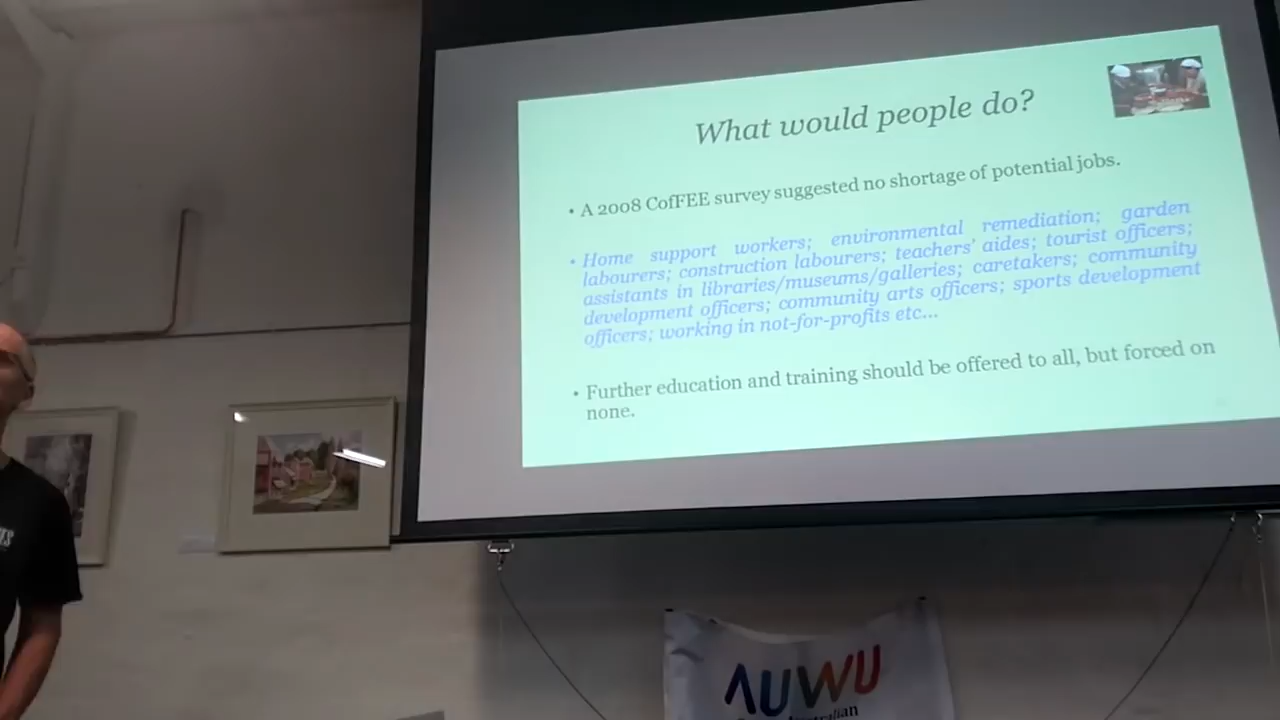 What would people do?
• A 2008 CofFEE survey suggested no shortage of potential jobs.
• Home support workers; environmental remediation; garden
labourers; construction labourers; teachers' aides; tourist officers;
assistants in libraries/museums/galleries; caretakers; community
development officers; community arts officers; sports development
officers; working in not-for-profits etc...
• Further education and training should be offered to all, but forced on
none.
AUWU